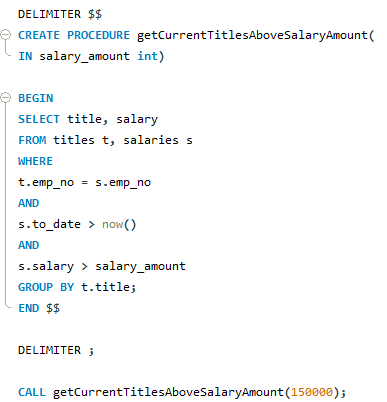 DELIMITER $$
CREATE PROCEDURE getCurrentTitlesAboveSalaryAmount(
IN salary_amount int)
BEGIN
SELECT title, salary
FROM titles t, salaries s
WHERE
t.emp_no = s.emp_no
AND
s.to_date > now()
AND
s.salary > salary_amount
GROUP BY t.title;
END $$
DELIMITER ;
CALL getCurrentTitlesAboveSalaryAmount(150000);